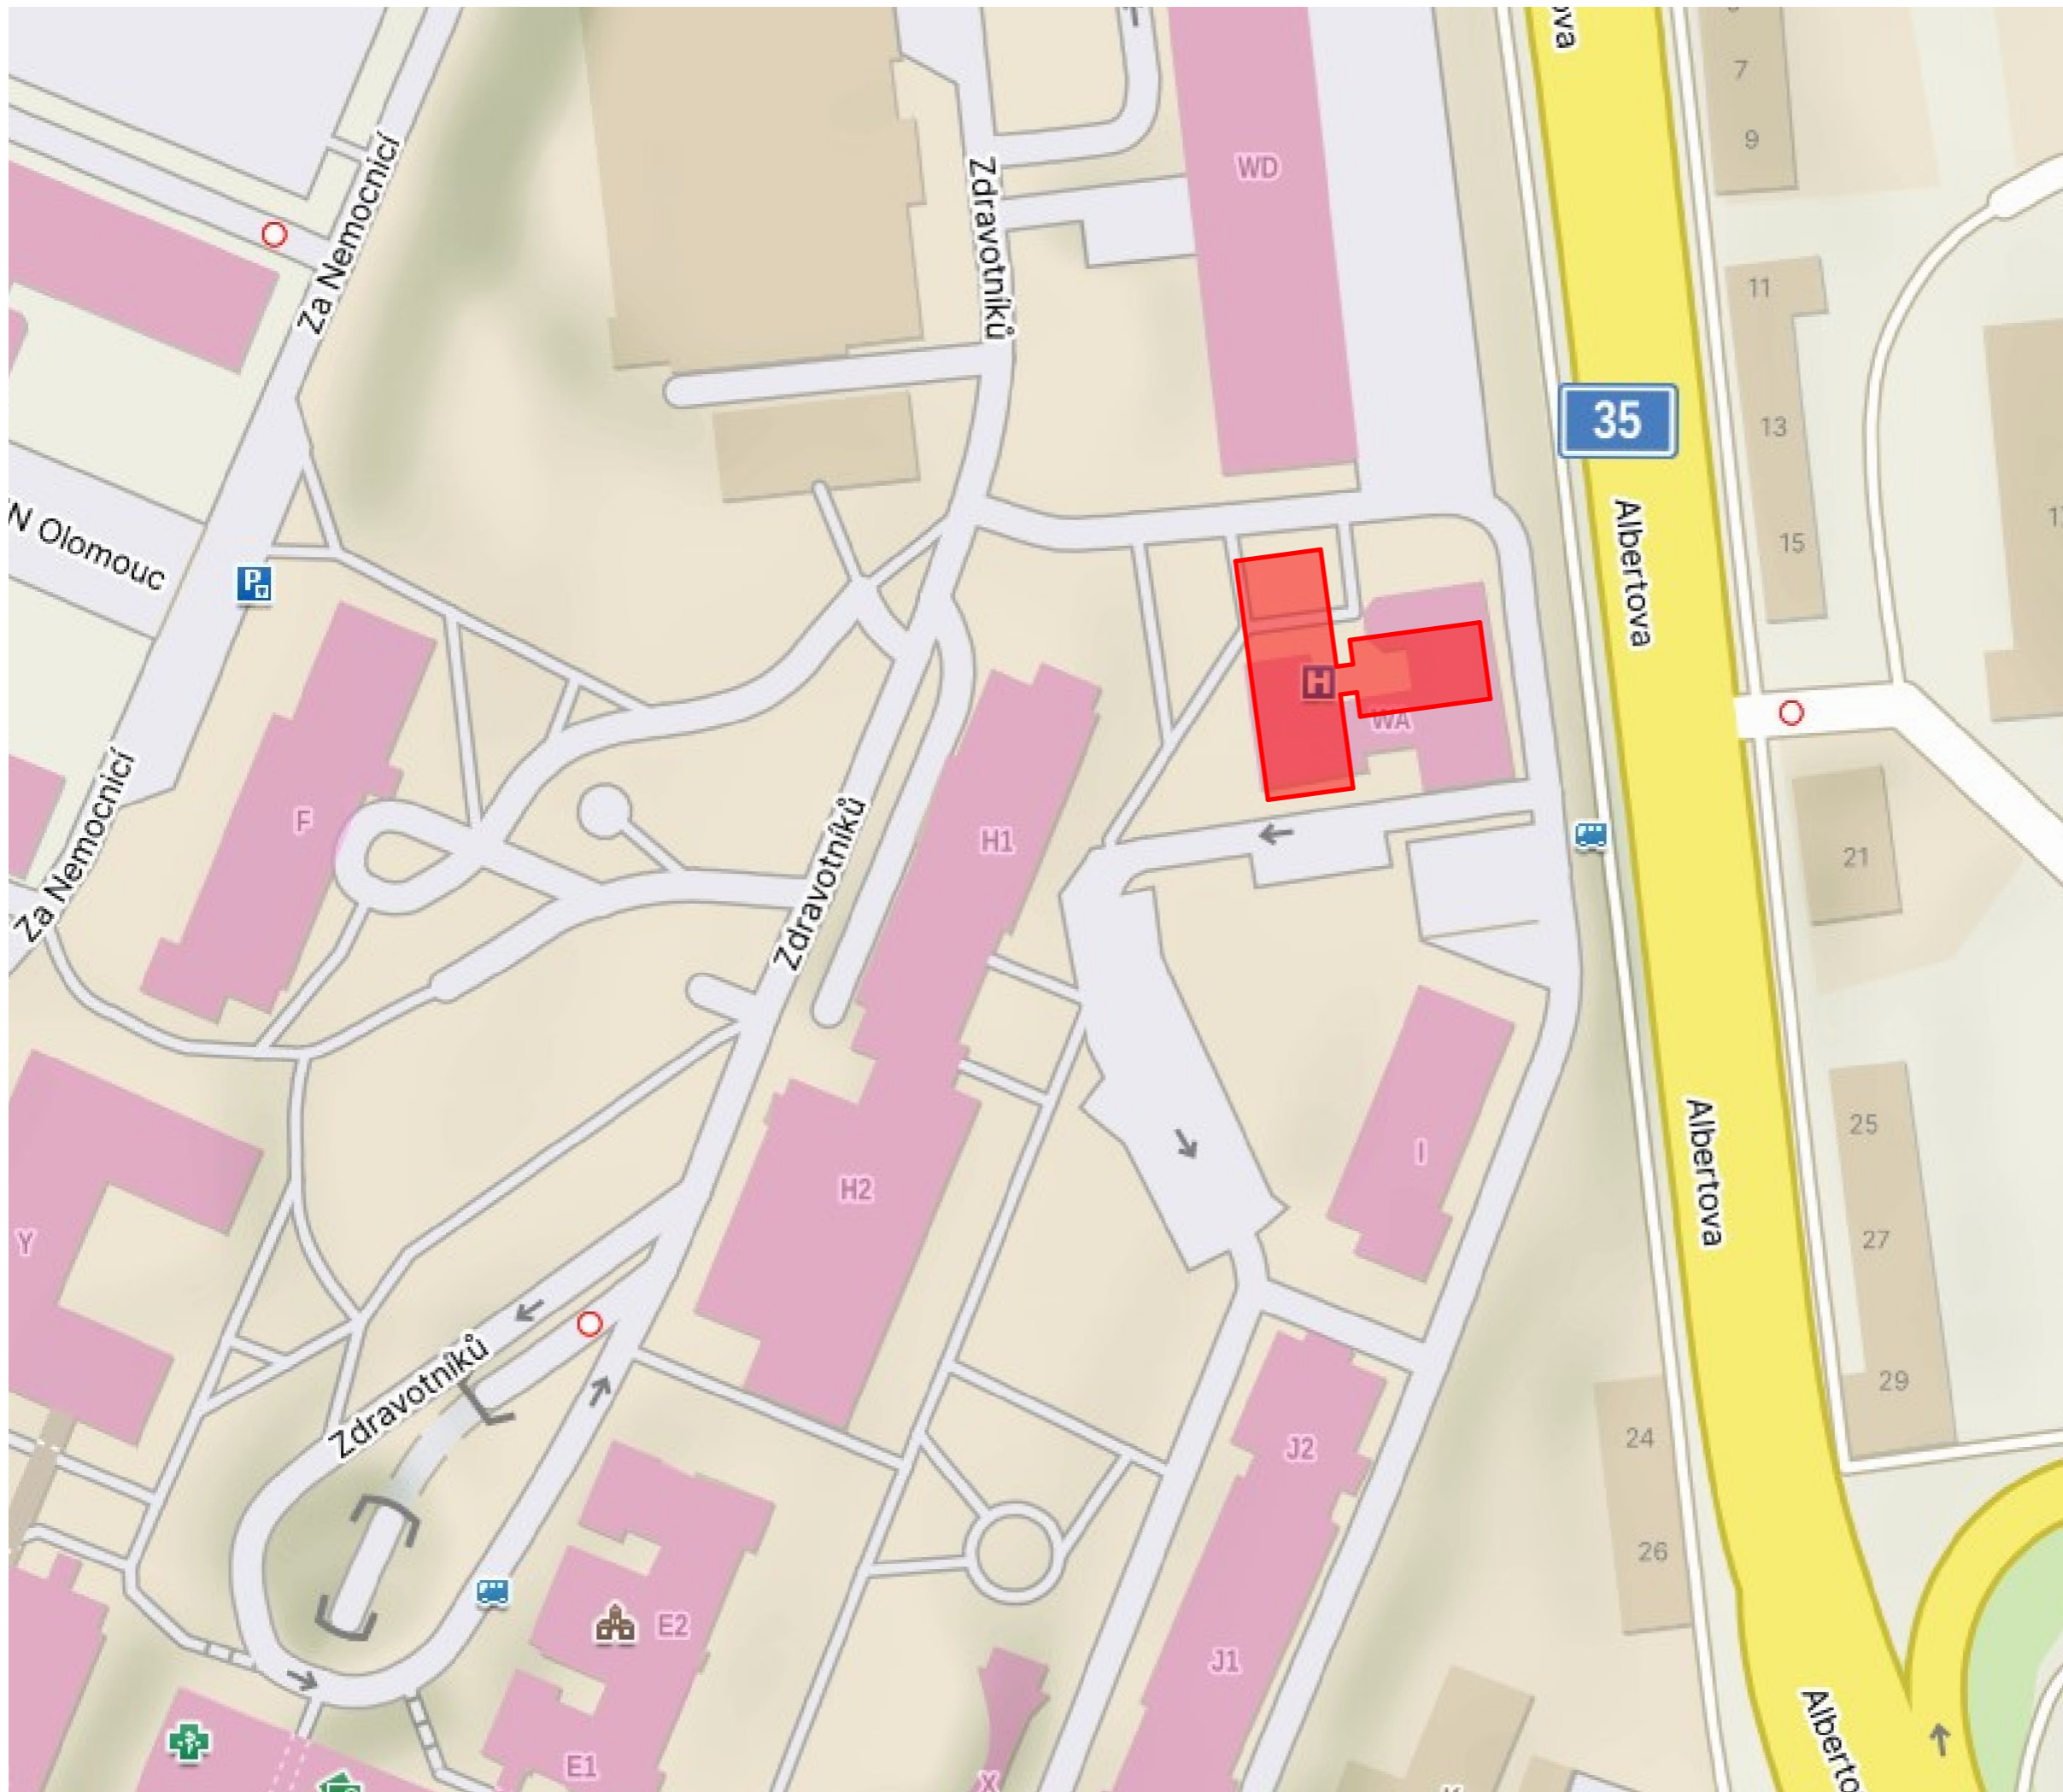 7
9
WD
Zdravotníků
Za Nemocnicí
11
35
13
15
N Olomouc
P
Albertova
H
WA
F
H1
Zdravotníků
Za Nemocnicí
21
25
I
Albertova
H2
Y
27
29
Zdravotníků
24
J2
26
E2
J1
E1
X